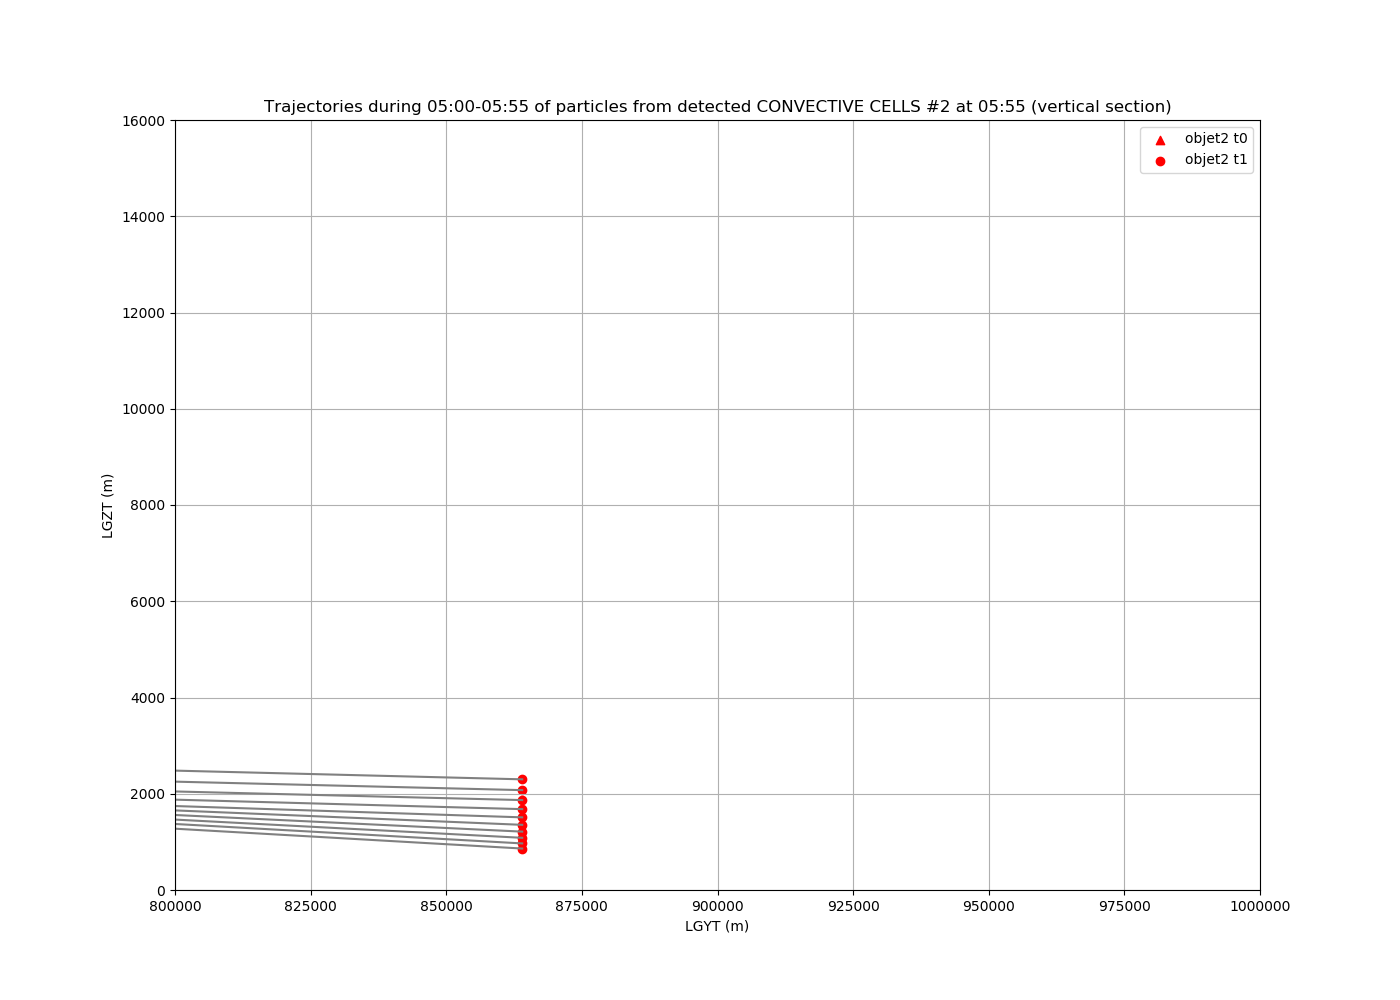 Trajectories during 05:00-05:55 of particles from detected CONVECTIVE CELLS #2 at 05:55 (vertical section)
objet2 t0
objet2 t1
16000
14000
12000
10000
8000
6000
4000
2000
0
LGZT (m)
800000 825000 850000 875000 900000 925000 950000 975000 1000000
LGYT (m)